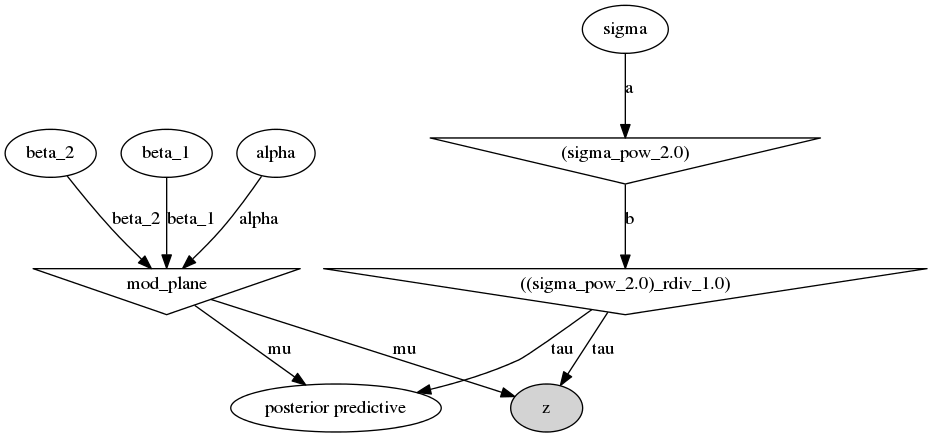 sigma
a
beta_2
beta_1
alpha
(sigma_pow_2.0)
beta_2
beta_1
alpha
b
mod_plane
((sigma_pow_2.0)_rdiv_1.0)
mu
mu
tau
tau
posterior predictive
z